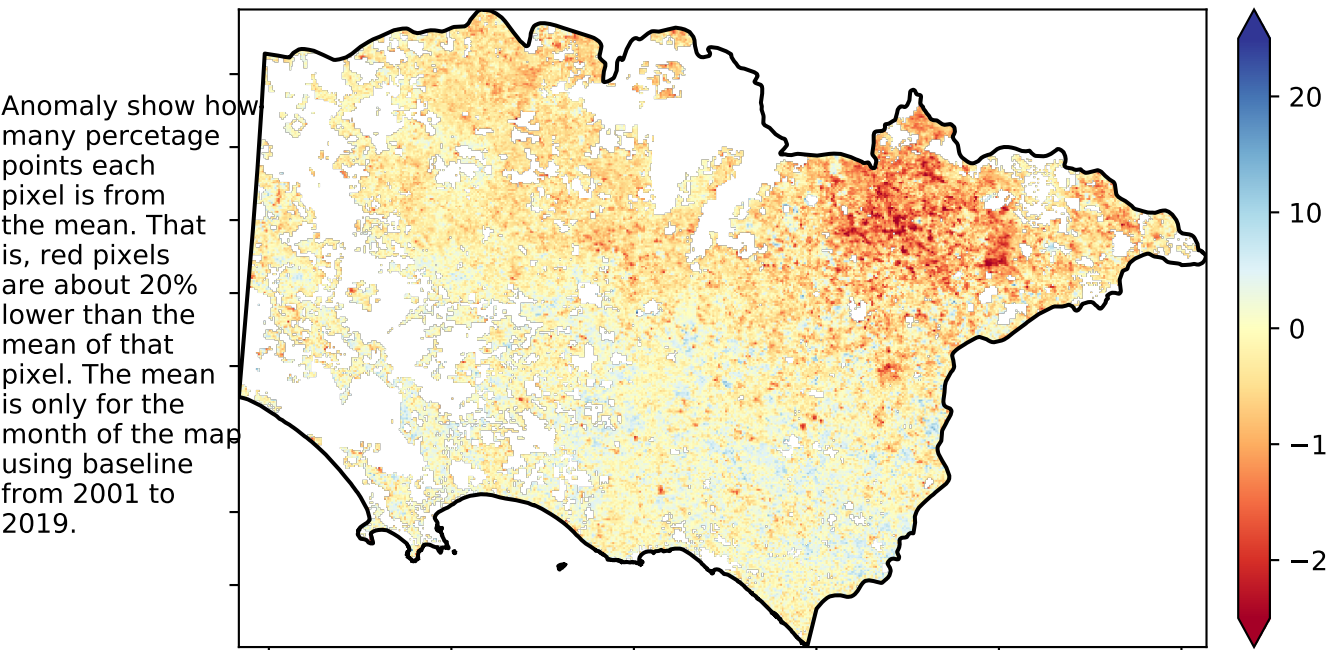 Anomaly show how
many percetage
points each
pixel is from
the mean. That
is, red pixels
are about 20%
lower than the
mean of that
pixel. The mean
is only for the
month of the map
using baseline
from 2001 to
2019.
20
10
0
−1
−2